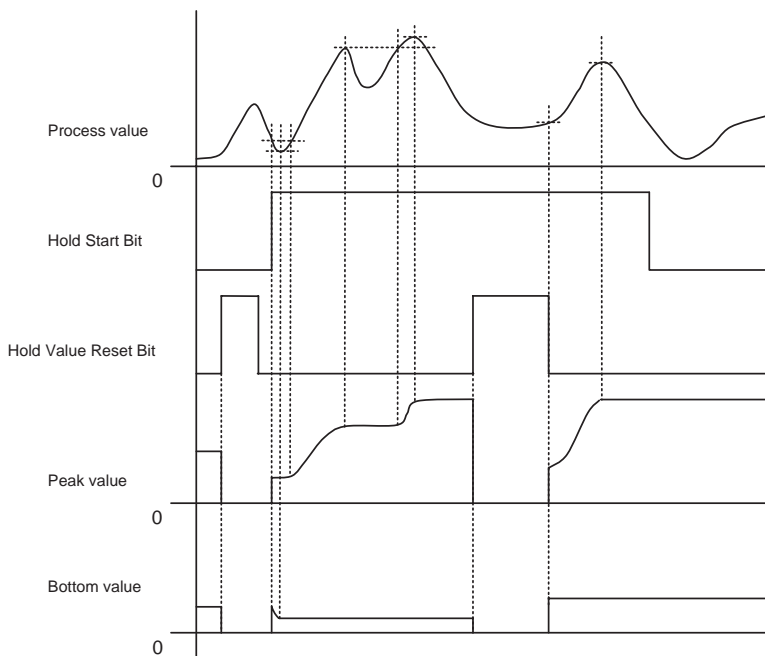 Process value
0
Hold Start Bit
Hold Value Reset Bit
Peak value
0
Bottom value
0